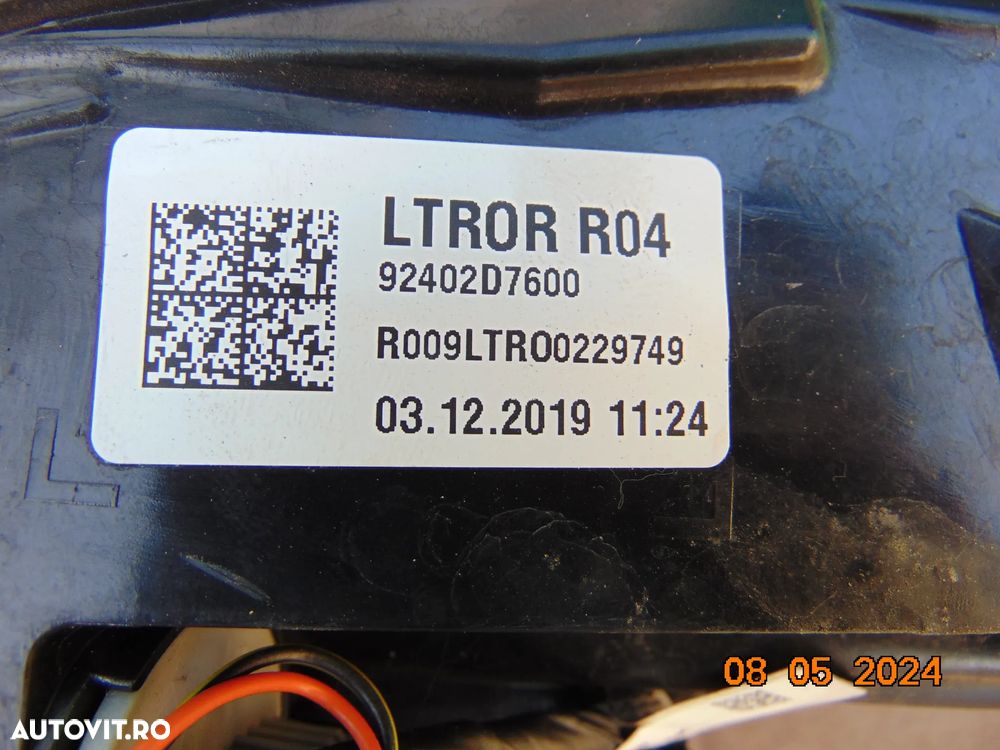 LTROR R04
92402D7600
R009LTRO0229749
03.12.2019 11:24
L
08 05 2024
AUTOVIT.RO